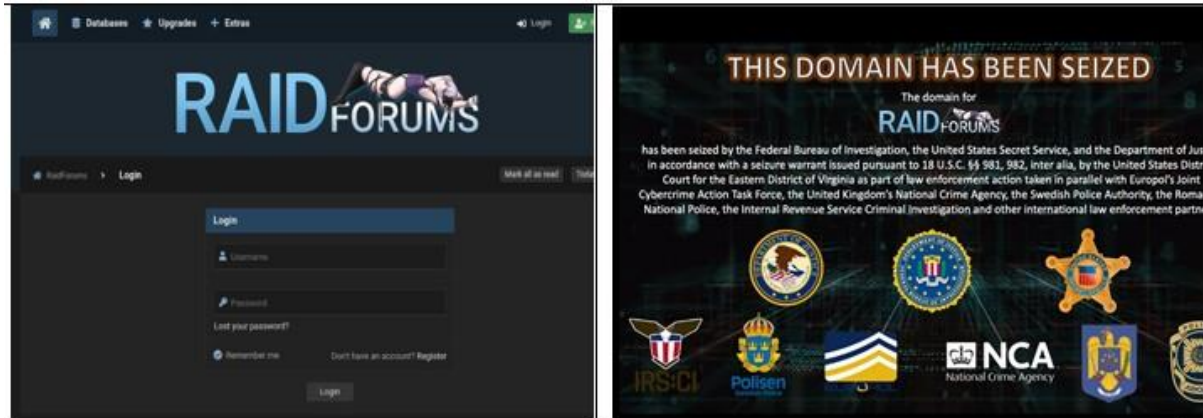 Databases Upgrades Extras Login
RAIDFORUMS
RaidForums Login Mark all as read
Login
Username
Password
Lost your password?
Remember me Don't have an account? Register
Login
THIS DOMAIN HAS BEEN SEIZED
The domain for
RAIDFORUMS
has been seized by the Federal Bureau of Investigation, the United States Secret Service, and the Department of Jus
in accordance with a seizure warrant issued pursuant to 18 U.S.C. §§ 981, 982, inter alia, by the United States Distr
Court for the Eastern District of Virginia as part of law enforcement action taken in parallel with Europol's Joint
Cybercrime Action Task Force, the United Kingdom's National Crime Agency, the Swedish Police Authority, the Roma
National Police, the Internal Revenue Service Criminal Investigation and other international law enforcement partne
IRS:CI
Polisen
NCA
National Crime Agency